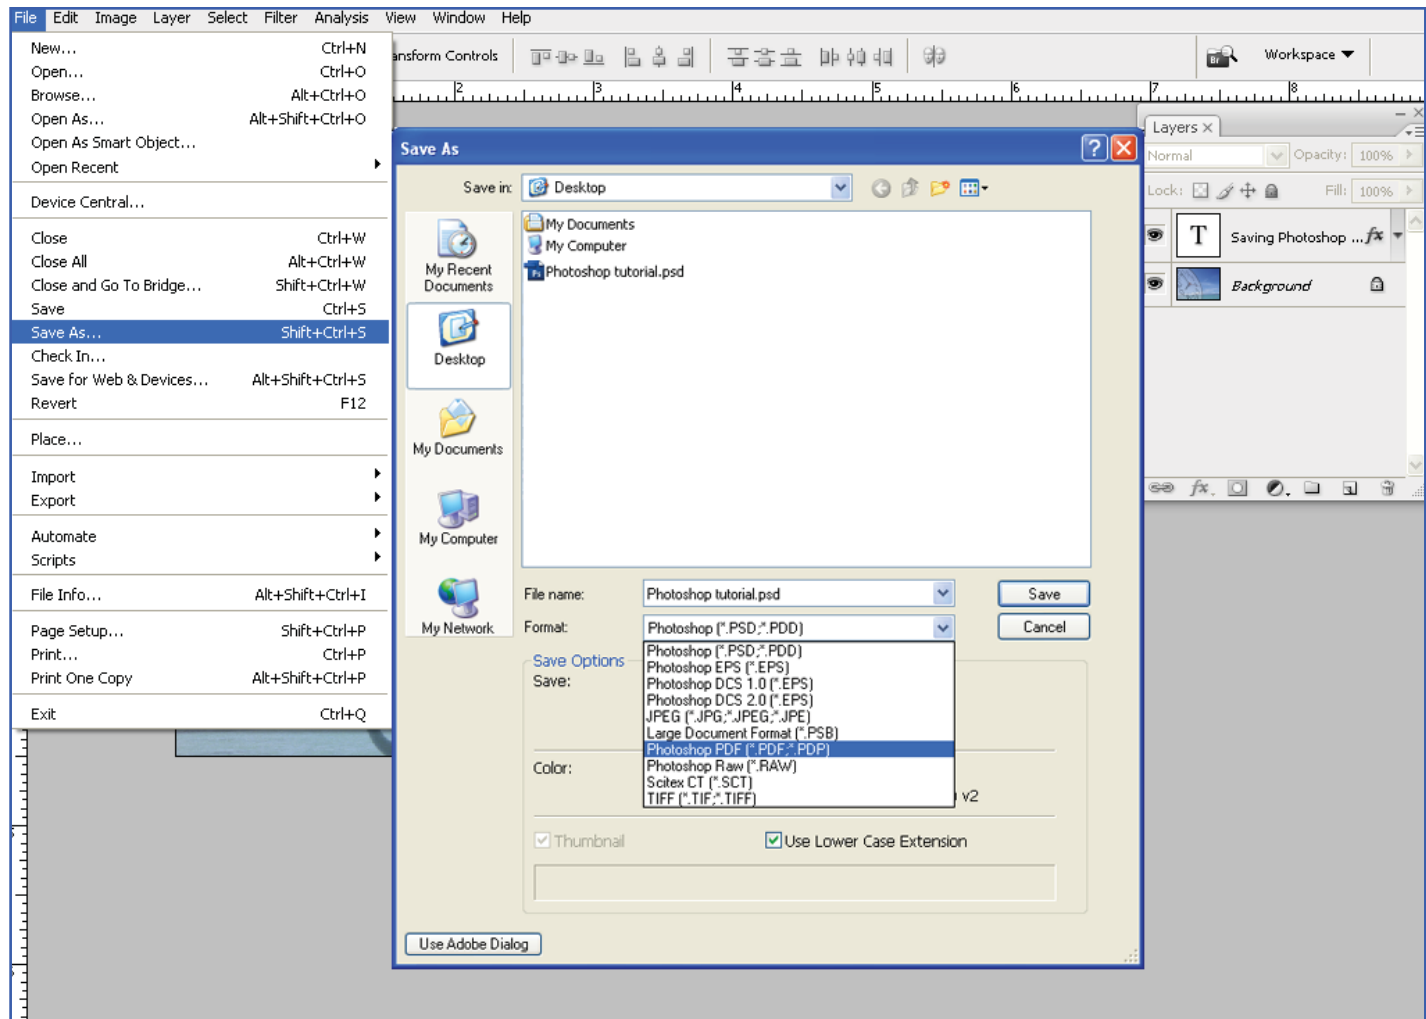 File Edit Image Layer Select Filter Analysis View Window Help
New... Ctrl+N
Open... Ctrl+O
Browse... Alt+Ctrl+O
Open As... Alt+Shift+Ctrl+O
Open As Smart Object...
Open Recent
Device Central...
Close Ctrl+W
Close All Alt+Ctrl+W
Close and Go To Bridge... Shift+Ctrl+W
Save Ctrl+S
Save As... Shift+Ctrl+S
Check In...
Save for Web & Devices... Alt+Shift+Ctrl+S
Revert F12
Place...
Import
Export
Automate
Scripts
File Info... Alt+Shift+Ctrl+I
Page Setup... Shift+Ctrl+P
Print... Ctrl+P
Print One Copy Alt+Shift+Ctrl+P
Exit Ctrl+Q
ansform Controls
Br
Workspace
2 3 4 5 6 7 8
Save As
Save in: Desktop
My Recent
Documents
Desktop
My Documents
My Computer
My Network
My Documents
My Computer
Photoshop tutorial.psd
File name: Photoshop tutorial.psd Save
Format: Photoshop (*.PSD;*.PDD) Cancel
Photoshop (*.PSD;*.PDD)
Photoshop EPS (*.EPS)
Photoshop DCS 1.0 (*.EPS)
Photoshop DCS 2.0 (*.EPS)
JPEG (*.JPG;*.JPEG;*.JPE)
Large Document Format (*.PSB)
Photoshop PDF (*.PDF;*.PDP)
Photoshop Raw (*.RAW)
Scitex CT (*.SCT)
TIFF (*.TIF;*.TIFF)
Save Options
Save:
Color:
v2
Thumbnail Use Lower Case Extension
Use Adobe Dialog
Layers
Normal Opacity: 100%
Lock: Fill: 100%
T Saving Photoshop ... fx
Background
fx.